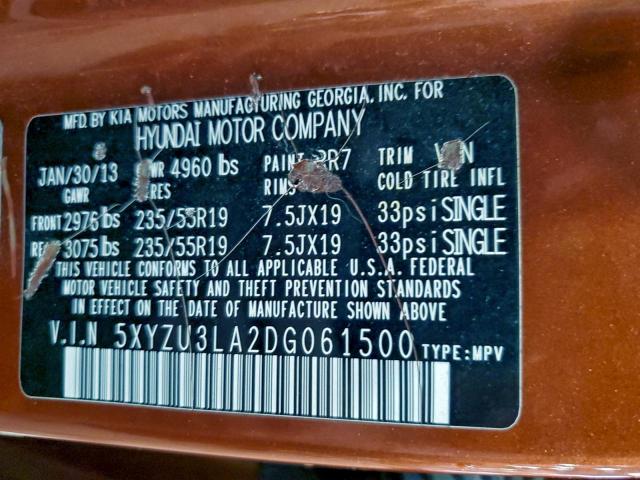 MFD. BY KIA MOTORS MANUFACTURING GEORGIA. INC. FOR
HYUNDAI MOTOR COMPANY
JAN/30/13 4960 lbs PAINT TRIM
GAWR RIMS COLD TIRE INFL
FRONT 2976 lbs 235/55R19 7.5JX19 33psi SINGLE
3075 lbs 235/55R19 7.5JX19 33psi SINGLE
THIS VEHICLE CONFORMS TO ALL APPLICABLE U.S.A. FEDERAL
MOTOR VEHICLE SAFETY AND THEFT PREVENTION STANDARDS
IN EFFECT ON THE DATE OF MANUFACTURE SHOWN ABOVE
V.I.N 5XYZU3LA2DG061500 TYPE: MPV